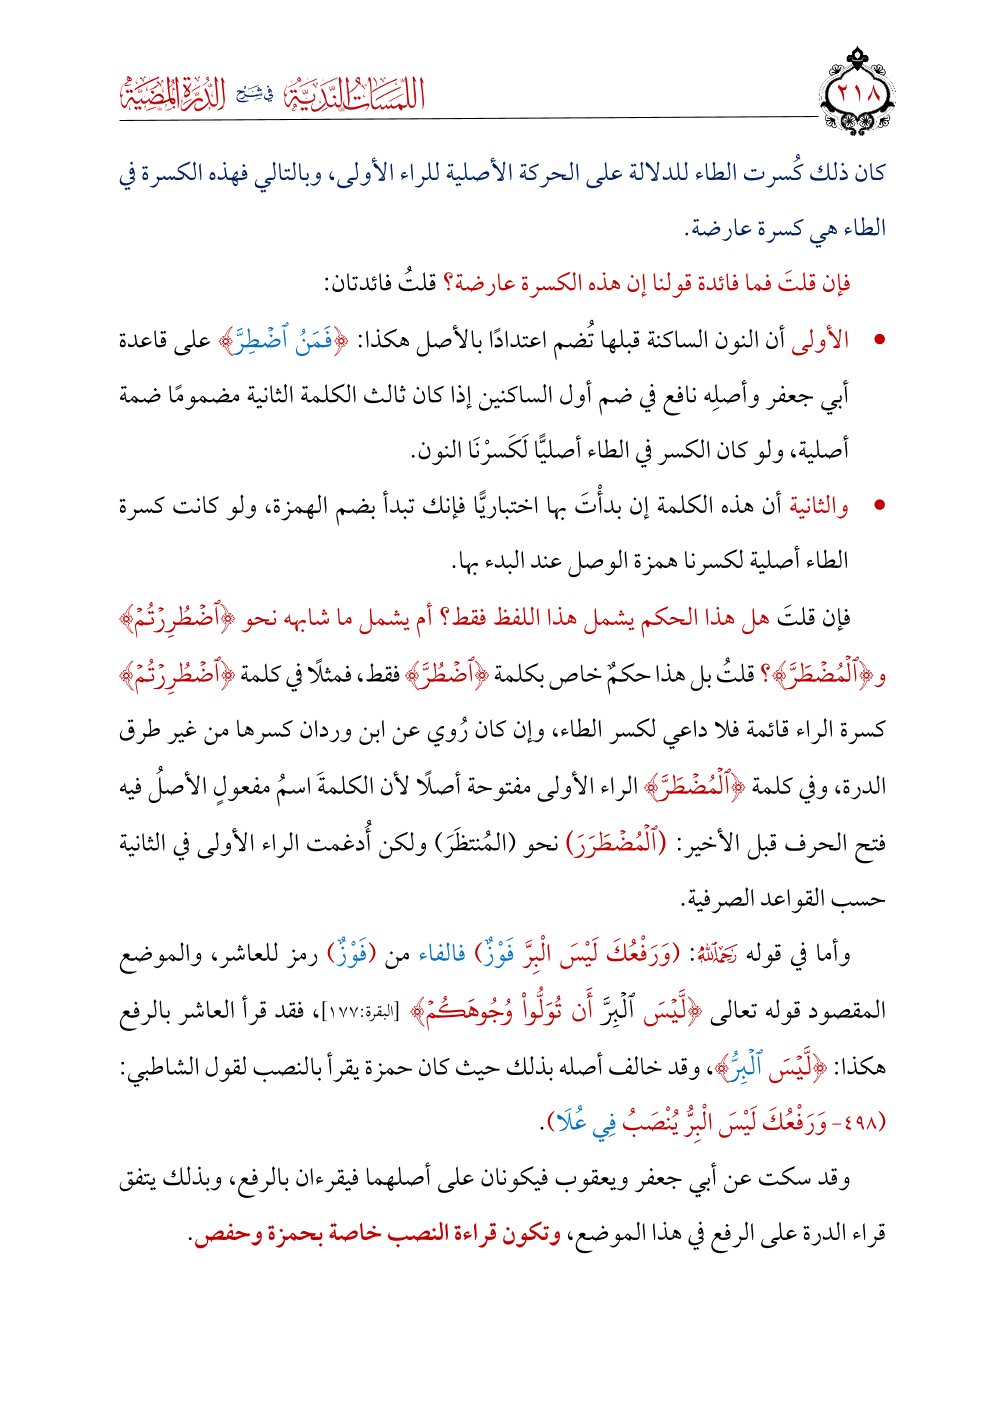 ٢١٨
اللمسات الندية في شرح الدرة المضية
كان ذلك كُسرت الطاء للدلالة على الحركة الأصلية للراء الأولى، وبالتالي فهذه الكسرة في
الطاء هي كسرة عارضة.
فإن قلتَ فما فائدة قولنا إن هذه الكسرة عارضة؟ قلتُ فائدتان:
• الأولى أن النون الساكنة قبلها تُضم اعتدادًا بالأصل هكذا: ﴿فَمَنُ ٱضۡطِرَّ﴾ على قاعدة
أبي جعفر وأصلِه نافع في ضم أول الساكنين إذا كان ثالث الكلمة الثانية مضمومًا ضمة
أصلية، ولو كان الكسر في الطاء أصليًّا لَكَسرْنَا النون.
• والثانية أن هذه الكلمة إن بدأْتَ بها اختباريًّا فإنك تبدأ بضم الهمزة، ولو كانت كسرة
الطاء أصلية لكسرنا همزة الوصل عند البدء بها.
فإن قلتَ هل هذا الحكم يشمل هذا اللفظ فقط؟ أم يشمل ما شابهه نحو ﴿ٱضۡطُرِرۡتُمۡ﴾
و﴿ٱلۡمُضۡطَرَّ﴾؟ قلتُ بل هذا حكمٌ خاص بكلمة ﴿ٱضۡطُرَّ﴾ فقط، فمثلًا في كلمة ﴿ٱضۡطُرِرۡتُمۡ﴾
كسرة الراء قائمة فلا داعي لكسر الطاء، وإن كان رُوي عن ابن وردان كسرها من غير طرق
الدرة، وفي كلمة ﴿ٱلۡمُضۡطَرَّ﴾ الراء الأولى مفتوحة أصلًا لأن الكلمةَ اسمُ مفعولٍ الأصلُ فيه
فتح الحرف قبل الأخير: (ٱلۡمُضۡطَرَرَ) نحو (المُنتظَرَ) ولكن أُدغمت الراء الأولى في الثانية
حسب القواعد الصرفية.
وأما في قوله رحمه الله: (وَرَفْعُكَ لَيْسَ الْبِرَّ فَوْزٌ) فالفاء من (فَوْزٌ) رمز للعاشر، والموضع
المقصود قوله تعالى ﴿لَّيۡسَ ٱلۡبِرَّ أَن تُوَلُّواْ وُجُوهَكُمۡ﴾ [البقرة:١٧٧]، فقد قرأ العاشر بالرفع
هكذا: ﴿لَّيۡسَ ٱلۡبِرُّ﴾، وقد خالف أصله بذلك حيث كان حمزة يقرأ بالنصب لقول الشاطبي:
(٤٩٨- وَرَفْعُكَ لَيْسَ الْبِرُّ يُنْصَبُ فِي عُلَا).
وقد سكت عن أبي جعفر ويعقوب فيكونان على أصلهما فيقرءان بالرفع، وبذلك يتفق
قراء الدرة على الرفع في هذا الموضع، وتكون قراءة النصب خاصة بحمزة وحفص.